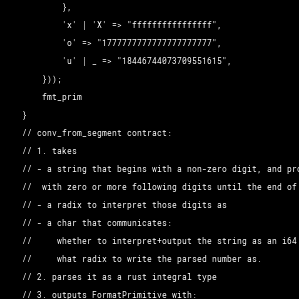 },
'x' | 'X' => "ffffffffffffffff",
'o' => "1777777777777777777777",
'u' | _ => "18446744073709551615",
}));
fmt_prim
}
// conv_from_segment contract:
// 1. takes
// - a string that begins with a non-zero digit, and pro
//  with zero or more following digits until the end of
// - a radix to interpret those digits as
// - a char that communicates:
//     whether to interpret+output the string as an i64
//     what radix to write the parsed number as.
// 2. parses it as a rust integral type
// 3. outputs FormatPrimitive with: